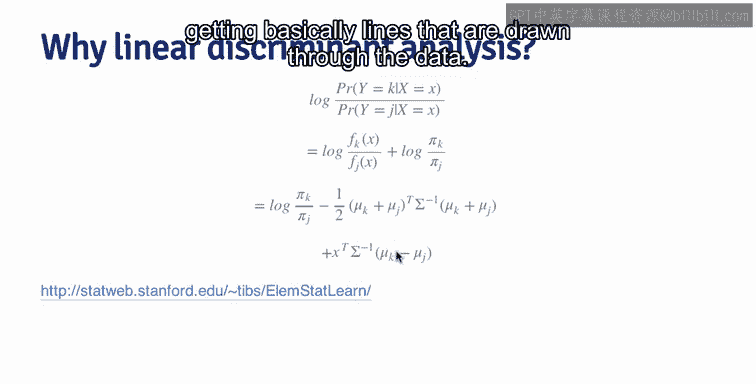 getting basically lines that are drawn
through the data.
Why linear discriminant analysis?
log Pr(Y = k|X = x) / Pr(Y = j|X = x)
= log f_k(x) / f_j(x) + log π_k / π_j
= log π_k / π_j − 1/2 (μ_k + μ_j)^T Σ^−1 (μ_k + μ_j)
+x^T Σ^−1 (μ_k − μ_j)
http://statweb.stanford.edu/~tibs/ElemStatLearn/